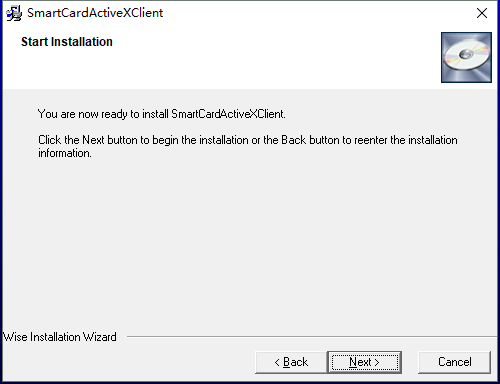 SmartCardActiveXClient
Start Installation
You are now ready to install SmartCardActiveXClient.
Click the Next button to begin the installation or the Back button to reenter the installation
information.
Wise Installation Wizard
< Back
Next >
Cancel